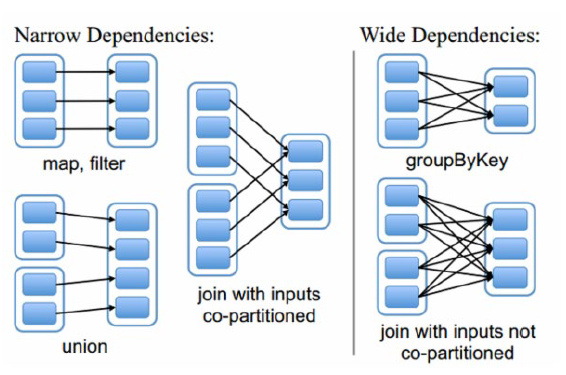 Narrow Dependencies:
Wide Dependencies:
map, filter
groupByKey
join with inputs
co-partitioned
union
join with inputs not
co-partitioned